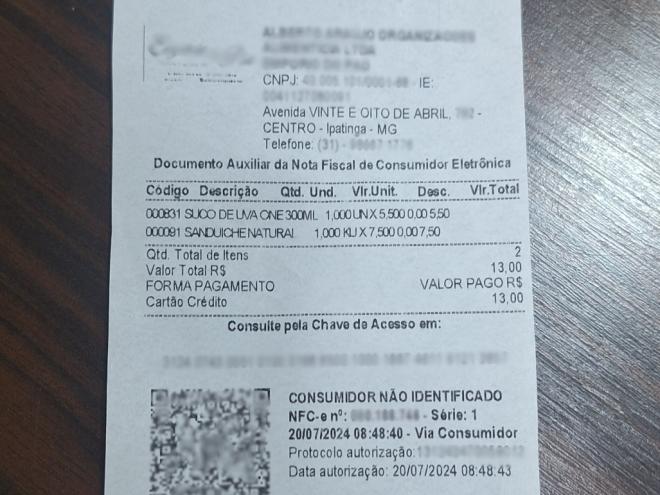 CNPJ: IE:
Avenida VINTE E OITO DE ABRIL, -
CENTRO - Ipatinga - MG
Telefone: (31) -
Documento Auxiliar da Nota Fiscal de Consumidor Eletrônica
Código Descrição Qtd. Und. Vlr.Unit. Desc. Vlr.Total
000831 SUCO DE UVA ONE 300ML 1,000 UN X 5,500 0,00 5,50
000091 SANDUICHE NATURAL 1,000 KU X 7,500 0,00 7,50
Qtd. Total de Itens 2
Valor Total R$ 13,00
FORMA PAGAMENTO VALOR PAGO R$
Cartão Crédito 13,00
Consulte pela Chave de Acesso em:
CONSUMIDOR NÃO IDENTIFICADO
NFC-e nº: - Série: 1
20/07/2024 08:48:40 - Via Consumidor
Protocolo autorização:
Data autorização: 20/07/2024 08:48:43